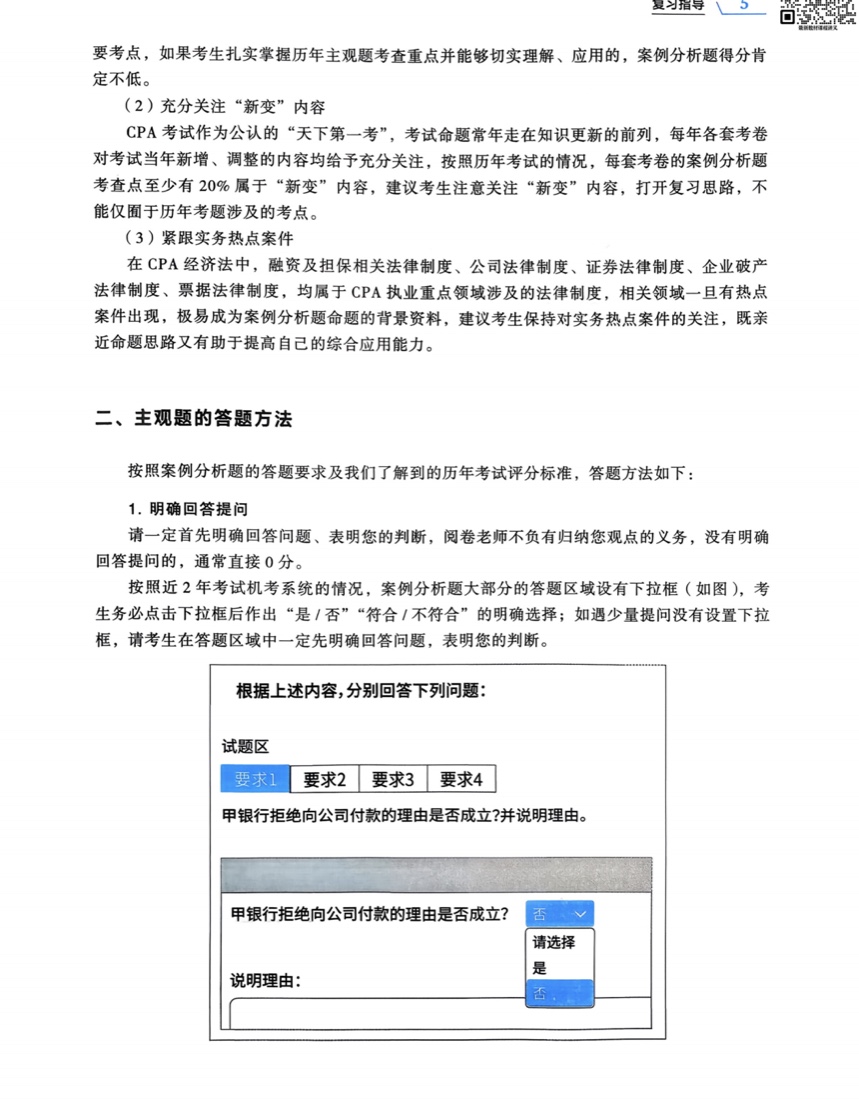 复习指导 5
要考点，如果考生扎实掌握历年主观题考查重点并能够切实理解、应用的，案例分析题得分肯
定不低。
（2）充分关注“新变”内容
CPA 考试作为公认的“天下第一考”，考试命题常年走在知识更新的前列，每年各套考卷
对考试当年新增、调整的内容均给予充分关注，按照历年考试的情况，每套考卷的案例分析题
考查点至少有 20% 属于“新变”内容，建议考生注意关注“新变”内容，打开复习思路，不
能仅囿于历年考题涉及的考点。
（3）紧跟实务热点案件
在 CPA 经济法中，融资及担保相关法律制度、公司法律制度、证券法律制度、企业破产
法律制度、票据法律制度，均属于 CPA 执业重点领域涉及的法律制度，相关领域一旦有热点
案件出现，极易成为案例分析题命题的背景资料，建议考生保持对实务热点案件的关注，既亲
近命题思路又有助于提高自己的综合应用能力。
二、主观题的答题方法
按照案例分析题的答题要求及我们了解到的历年考试评分标准，答题方法如下：
1. 明确回答提问
请一定首先明确回答问题、表明您的判断，阅卷老师不负有归纳您观点的义务，没有明确
回答提问的，通常直接 0 分。
按照近 2 年考试机考系统的情况，案例分析题大部分的答题区域设有下拉框（如图），考
生务必点击下拉框后作出“是 / 否”“符合 / 不符合”的明确选择；如遇少量提问没有设置下拉
框，请考生在答题区域中一定先明确回答问题，表明您的判断。
根据上述内容，分别回答下列问题：
试题区
要求1 要求2 要求3 要求4
甲银行拒绝向公司付款的理由是否成立？并说明理由。
甲银行拒绝向公司付款的理由是否成立？ 否
请选择
是
否
说明理由：